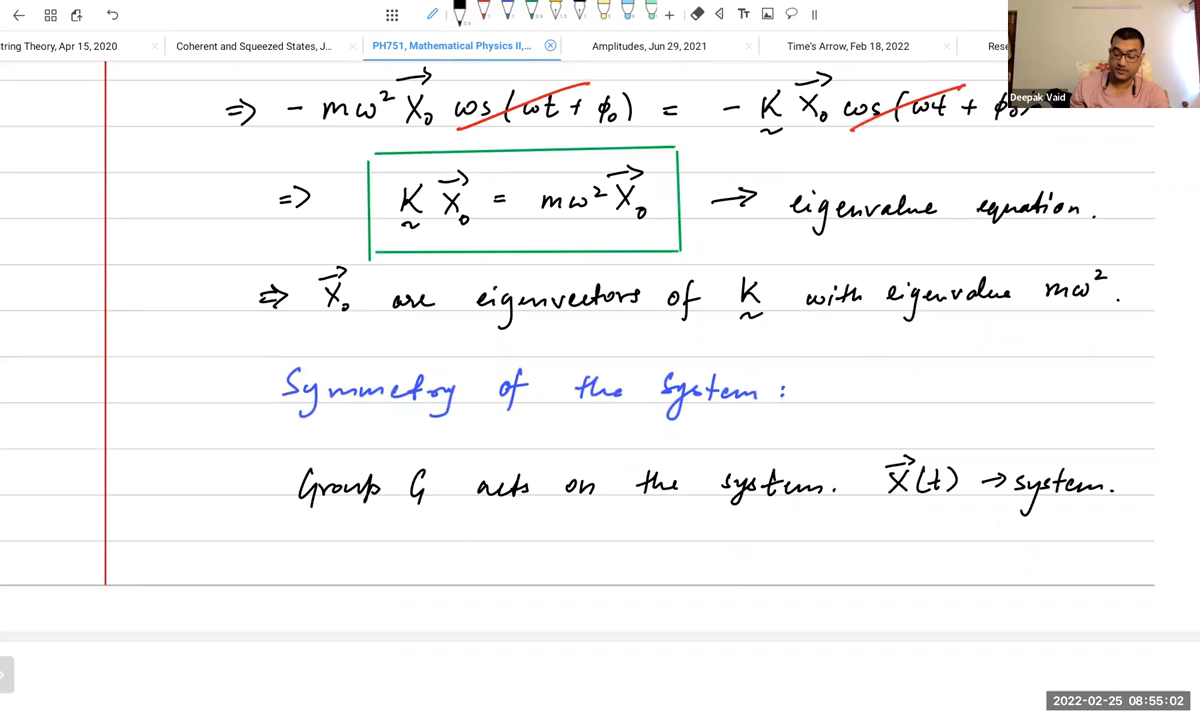 tring Theory, Apr 15, 2020 Coherent and Squeezed States, J... PH751, Mathematical Physics II,... Amplitudes, Jun 29, 2021 Time's Arrow, Feb 18, 2022 Rese
Deepak Vaid
⇒ - mω² X⃗₀ cos(ωt + φ₀) = - K̰ X⃗₀ cos(ωt + φ₀)
⇒ K̰ X⃗₀ = mω² X⃗₀ → eigenvalue equation.
⇒ X⃗₀ are eigenvectors of K̰ with eigenvalue mω².
Symmetry of the system:
Group G acts on the system. X⃗(t) → system.
2022-02-25 08:55:02